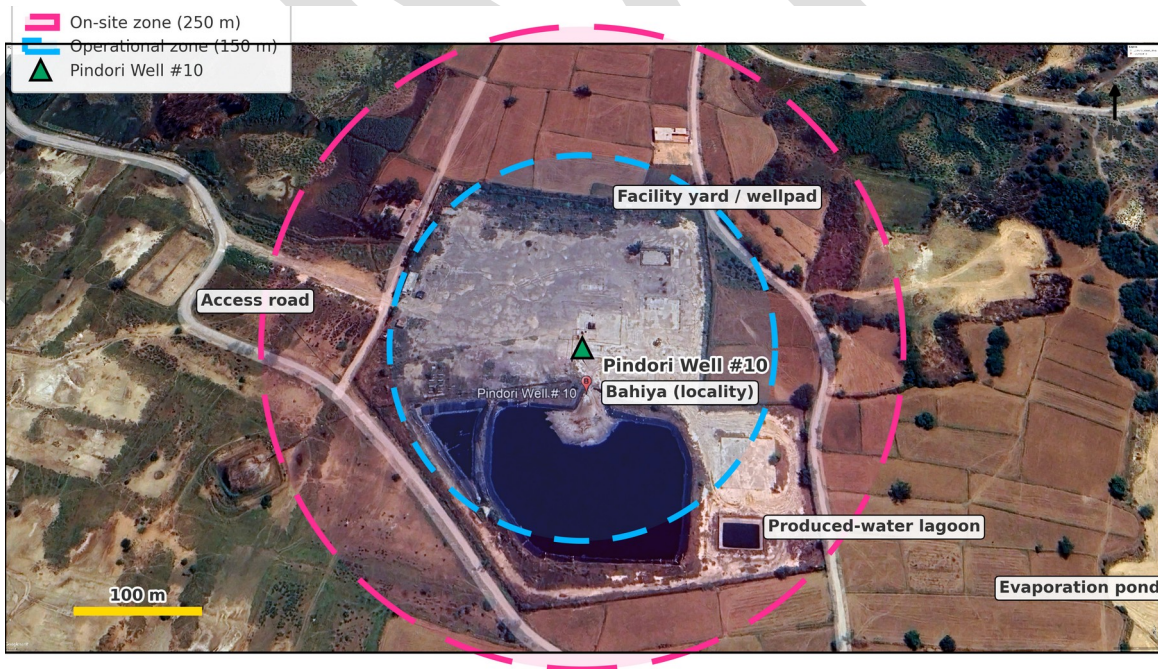 On-site zone (250 m)
Operational zone (150 m)
Pindori Well #10
Facility yard / wellpad
Access road
Pindori Well #10
Pindori Well # 10
Bahiya (locality)
Produced-water lagoon
Evaporation pond
100 m